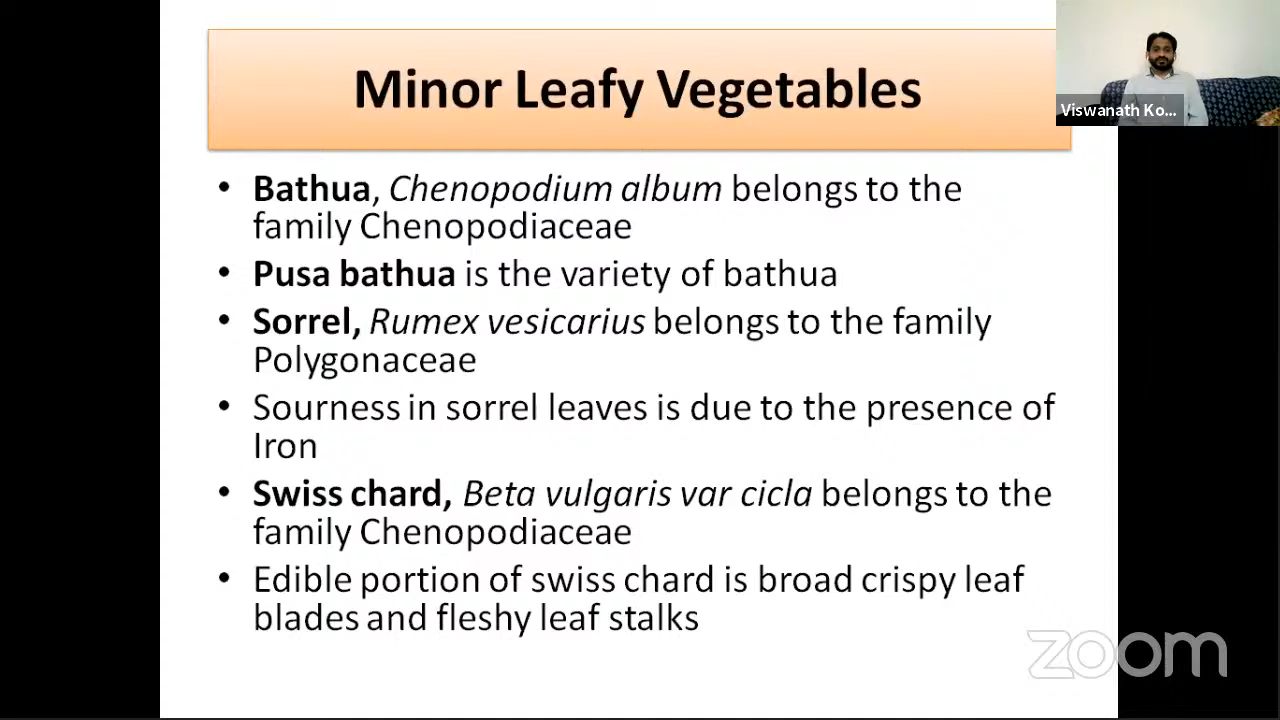 Minor Leafy Vegetables
Viswanath Ko...
• Bathua, Chenopodium album belongs to the
family Chenopodiaceae
• Pusa bathua is the variety of bathua
• Sorrel, Rumex vesicarius belongs to the family
Polygonaceae
• Sourness in sorrel leaves is due to the presence of
Iron
• Swiss chard, Beta vulgaris var cicla belongs to the
family Chenopodiaceae
• Edible portion of swiss chard is broad crispy leaf
blades and fleshy leaf stalks
zoom